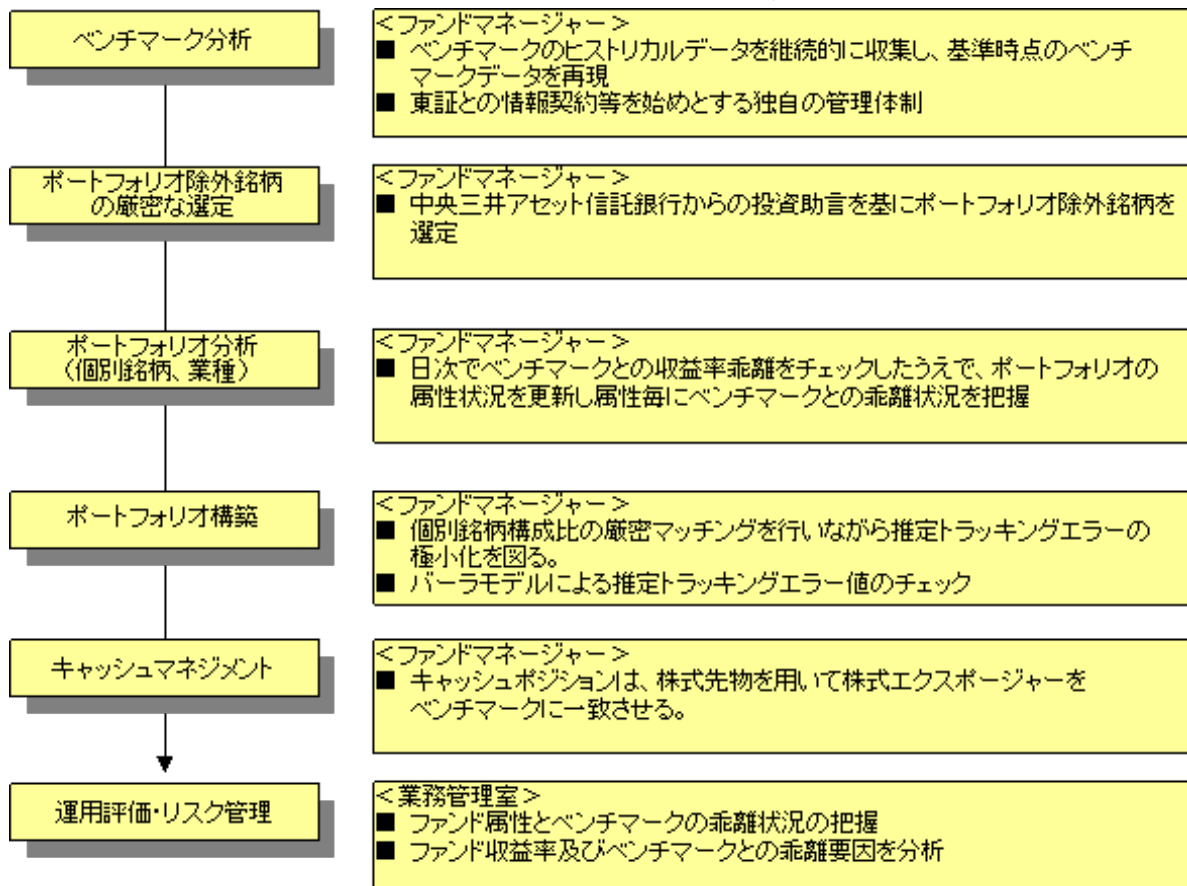 ベンチマーク分析
<ファンドマネージャー>
■ ベンチマークのヒストリカルデータを継続的に収集し、基準時点のベンチ
マークデータを再現
■ 東証との情報契約等を始めとする独自の管理体制
ポートフォリオ除外銘柄
の厳密な選定
<ファンドマネージャー>
■ 中央三井アセット信託銀行からの投資助言を基にポートフォリオ除外銘柄を
選定
ポートフォリオ分析
(個別銘柄、業種)
<ファンドマネージャー>
■ 日次でベンチマークとの収益率乖離をチェックしたうえで、ポートフォリオの
属性状況を更新し属性毎にベンチマークとの乖離状況を把握
ポートフォリオ構築
<ファンドマネージャー>
■ 個別銘柄構成比の厳密マッチングを行いながら推定トラッキングエラーの
極小化を図る。
■ バーラモデルによる推定トラッキングエラー値のチェック
キャッシュマネジメント
<ファンドマネージャー>
■ キャッシュポジションは、株式先物を用いて株式エクスポージャーを
ベンチマークに一致させる。
運用評価・リスク管理
<業務管理室>
■ ファンド属性とベンチマークの乖離状況の把握
■ ファンド収益率及びベンチマークとの乖離要因を分析